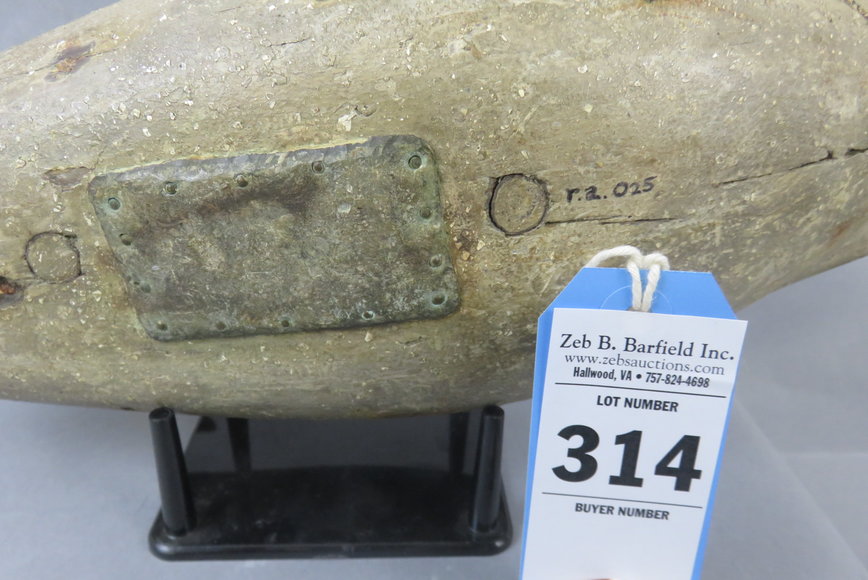 r.a. 025
Zeb B. Barfield Inc.
www.zebsauctions.com
Hallwood, VA • 757-824-4698
LOT NUMBER
314
BUYER NUMBER